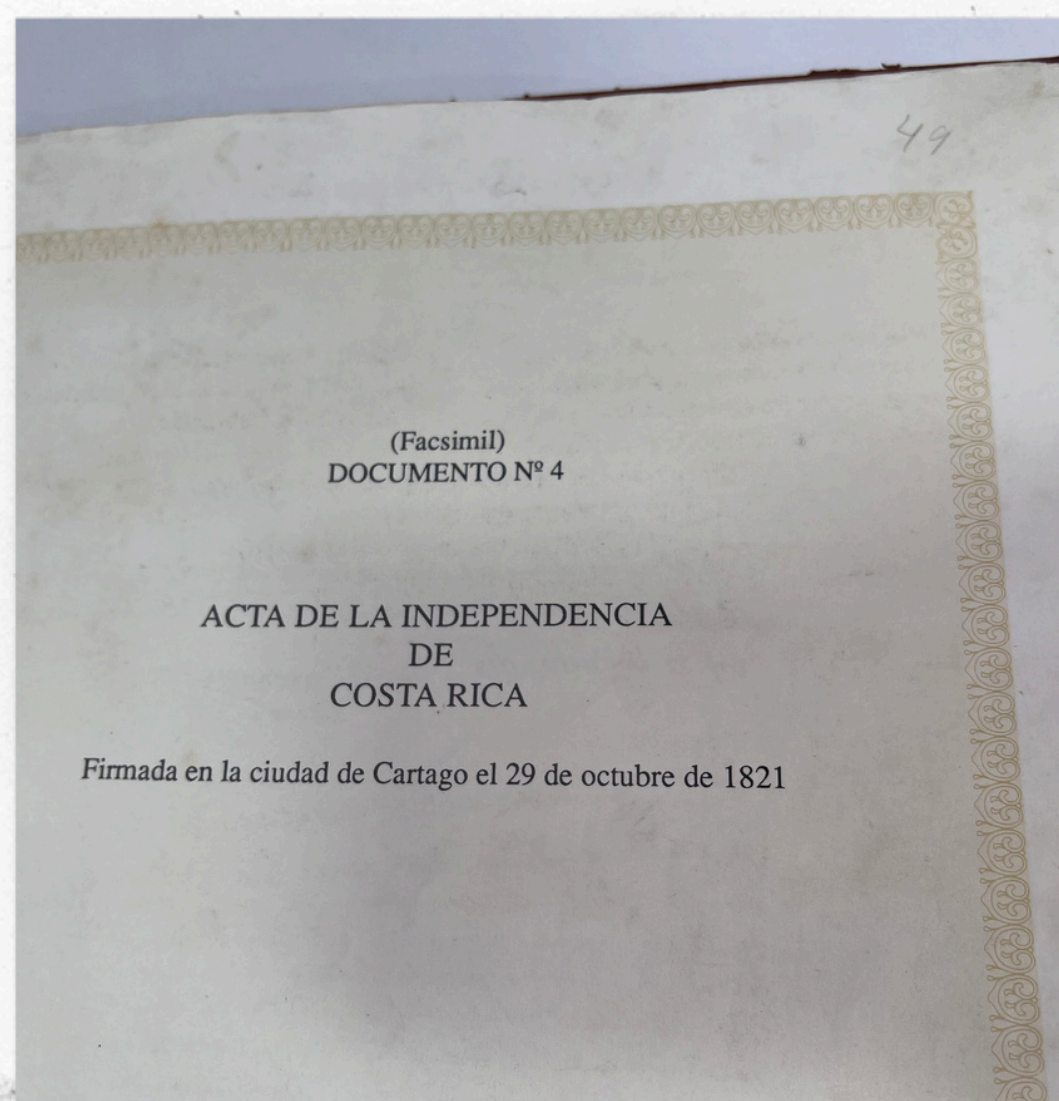 49
(Facsimil)
DOCUMENTO Nº 4
ACTA DE LA INDEPENDENCIA
DE
COSTA RICA
Firmada en la ciudad de Cartago el 29 de octubre de 1821